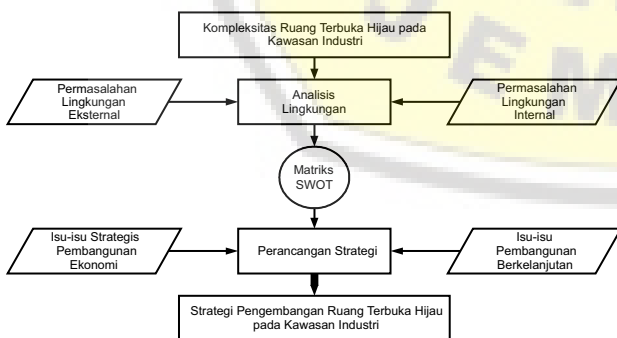 Kompleksitas Ruang Terbuka Hijau pada
Kawasan Industri
Permasalahan
Lingkungan
Eksternal
Analisis
Lingkungan
Permasalahan
Lingkungan
Internal
Matriks
SWOT
Isu-isu Strategis
Pembangunan
Ekonomi
Perancangan Strategi
Isu-isu
Pembangunan
Berkelanjutan
Strategi Pengembangan Ruang Terbuka Hijau
pada Kawasan Industri